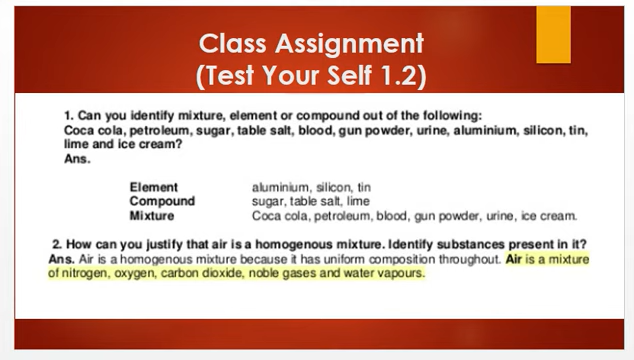 Class Assignment
(Test Your Self 1.2)
1. Can you identify mixture, element or compound out of the following:
Coca cola, petroleum, sugar, table salt, blood, gun powder, urine, aluminium, silicon, tin,
lime and ice cream?
Ans.
Element aluminium, silicon, tin
Compound sugar, table salt, lime
Mixture Coca cola, petroleum, blood, gun powder, urine, ice cream.
2. How can you justify that air is a homogenous mixture. Identify substances present in it?
Ans. Air is a homogenous mixture because it has uniform composition throughout. Air is a mixture
of nitrogen, oxygen, carbon dioxide, noble gases and water vapours.